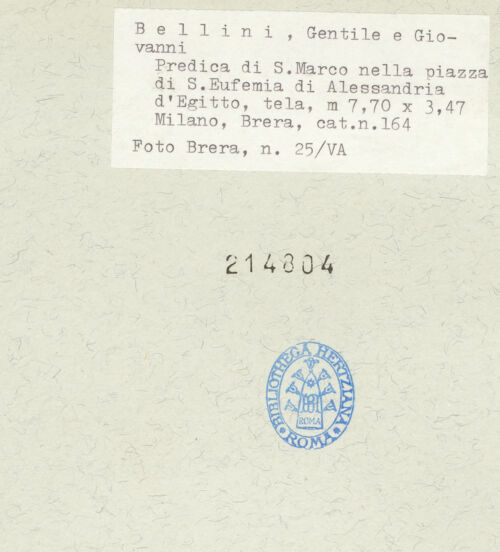 B e l l i n i , Gentile e Gio-
vanni
Predica di S.Marco nella piazza
di S.Eufemia di Alessandria
d'Egitto, tela, m 7,70 x 3,47
Milano, Brera, cat.n.164
Foto Brera, n. 25/VA
214804
BIBLIOTHECA HERTZIANA
ROMA
ROMA